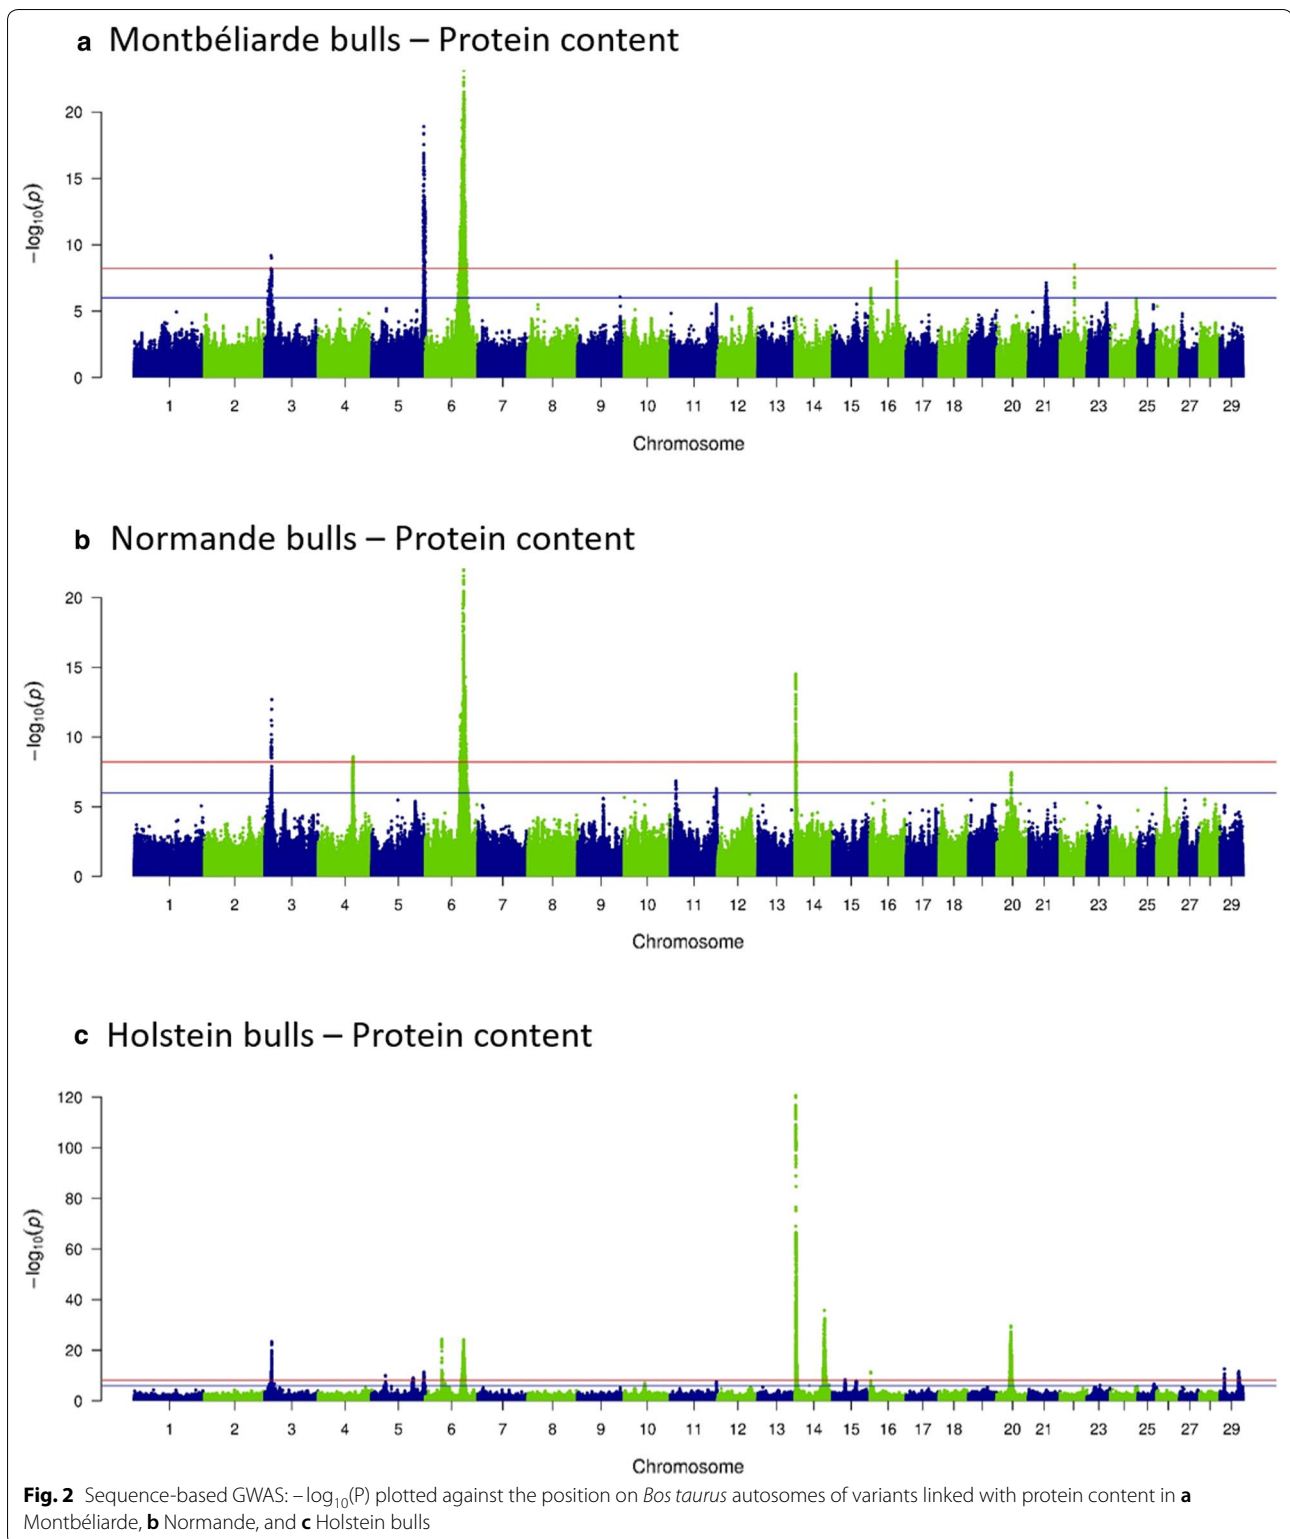 a Montbéliarde bulls – Protein content
20
15
10
5
0
−log10(p)
1 2 3 4 5 6 7 8 9 10 11 12 13 14 15 16 17 18 20 21 23 25 27 29
Chromosome
b Normande bulls – Protein content
20
15
10
5
0
−log10(p)
1 2 3 4 5 6 7 8 9 10 11 12 13 14 15 16 17 18 20 21 23 25 27 29
Chromosome
c Holstein bulls – Protein content
120
100
80
60
40
20
0
−log10(p)
1 2 3 4 5 6 7 8 9 10 11 12 13 14 15 16 17 18 20 21 23 25 27 29
Chromosome
Fig. 2 Sequence-based GWAS: – log10(P) plotted against the position on Bos taurus autosomes of variants linked with protein content in a
Montbéliarde, b Normande, and c Holstein bulls